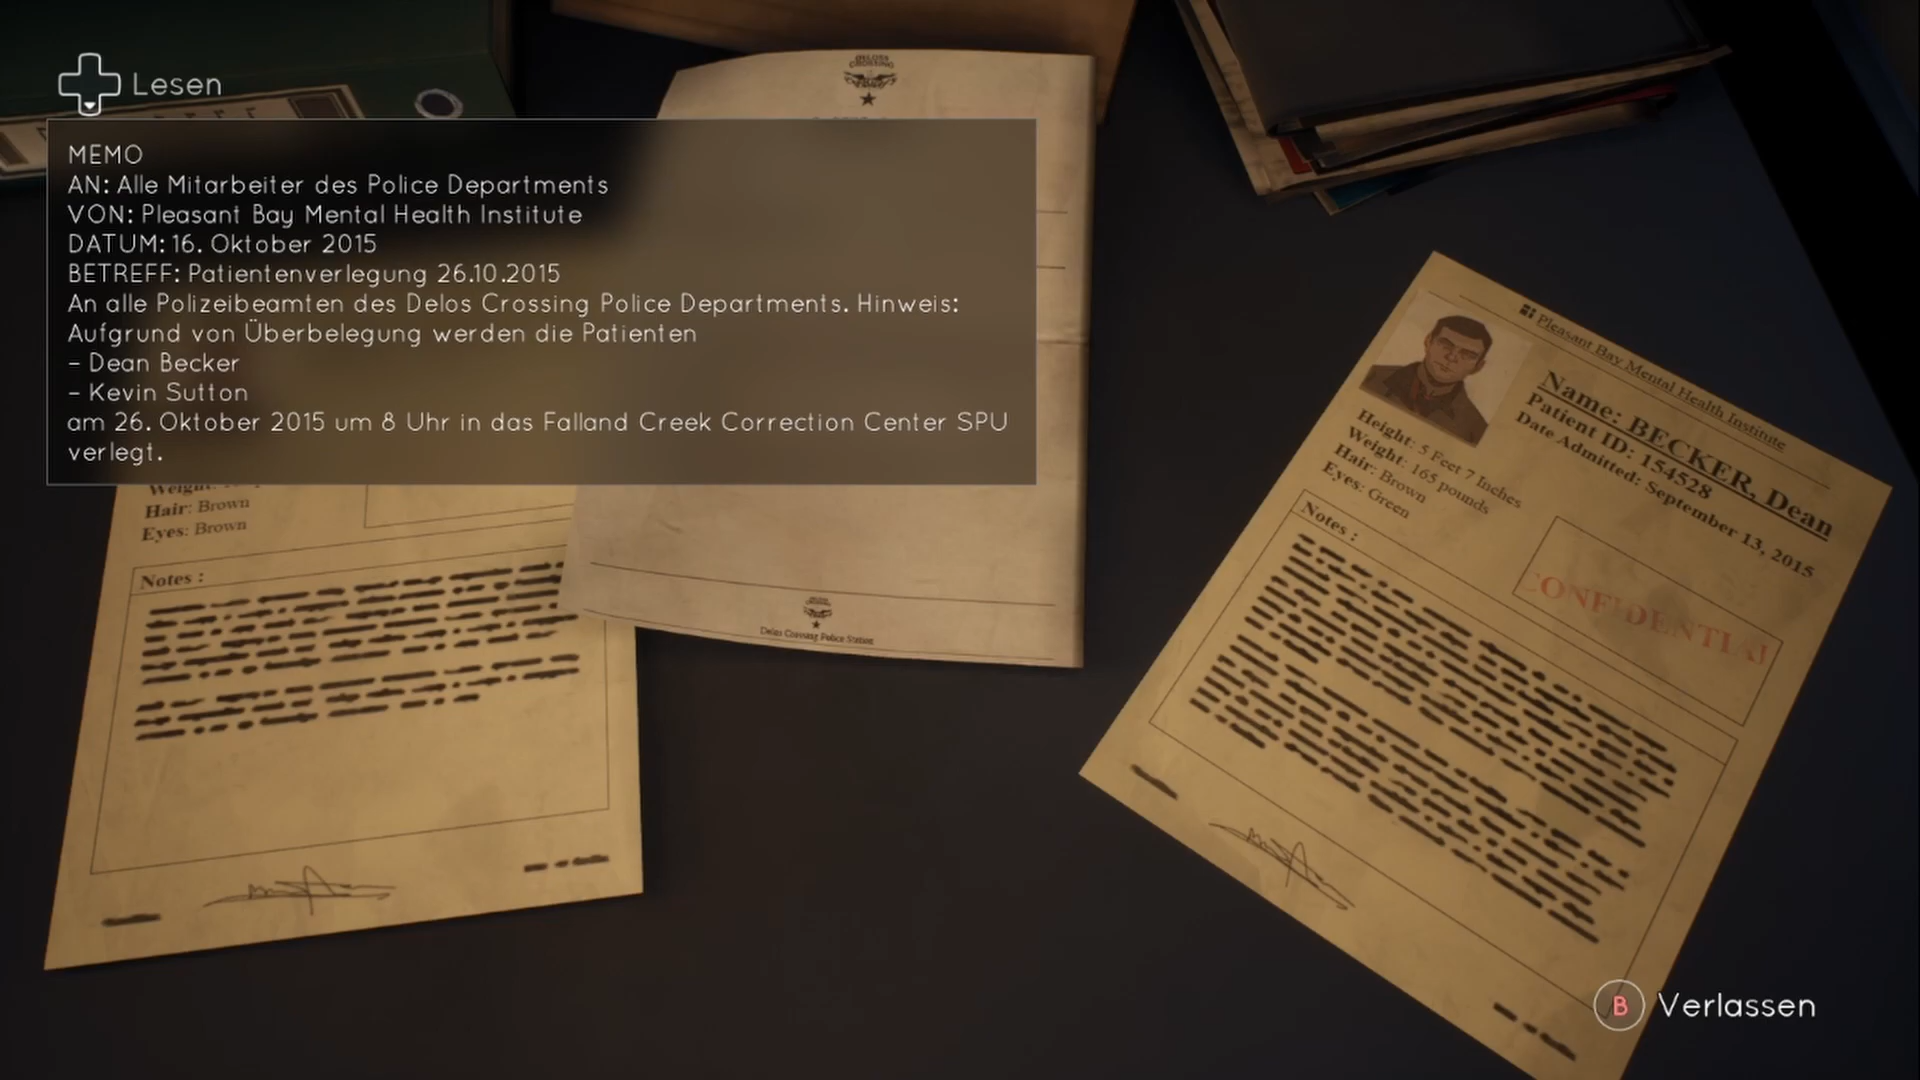 Lesen
MEMO
AN: Alle Mitarbeiter des Police Departments
VON: Pleasant Bay Mental Health Institute
DATUM: 16. Oktober 2015
BETREFF: Patientenverlegung 26.10.2015
An alle Polizeibeamten des Delos Crossing Police Departments. Hinweis:
Aufgrund von Überbelegung werden die Patienten
- Dean Becker
- Kevin Sutton
am 26. Oktober 2015 um 8 Uhr in das Falland Creek Correction Center SPU
verlegt.
DELOSS
CROSSING
Hair: Brown
Eyes: Brown
Notes :
Delos Crossing Police Station
Pleasant Bay Mental Health Institute
Name: BECKER, Dean
Patient ID: 154528
Date Admitted: September 13, 2015
Height: 5 Feet 7 Inches
Weight: 165 pounds
Hair: Brown
Eyes: Green
CONFIDENTIAL
Notes :
B Verlassen